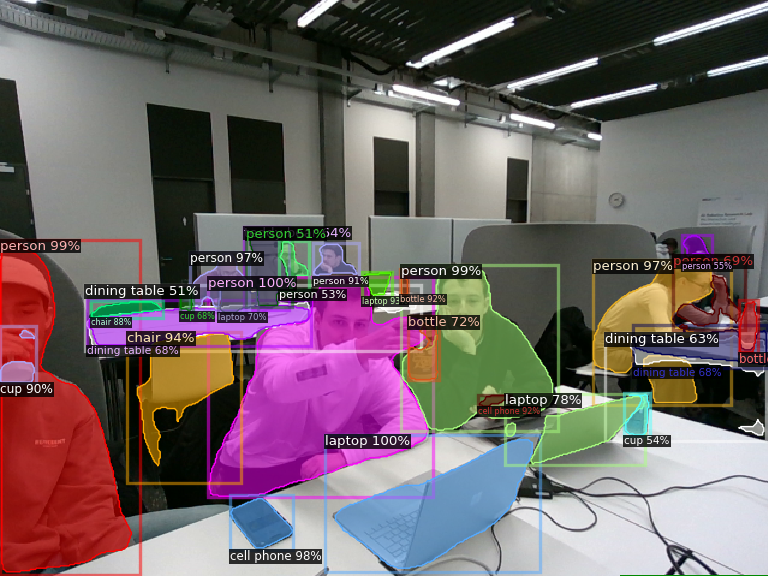 person 99%
person 51%
54%
person 97%
person 100%
person 91%
person 53%
dining table 51%
chair 88%
cup 68%
laptop 70%
laptop 93
bottle 92%
person 99%
bottle 72%
person 97%
person 69%
person 55%
chair 94%
dining table 68%
dining table 63%
dining table 68%
bottl
cup 90%
laptop 78%
cell phone 92%
laptop 100%
cup 54%
cell phone 98%